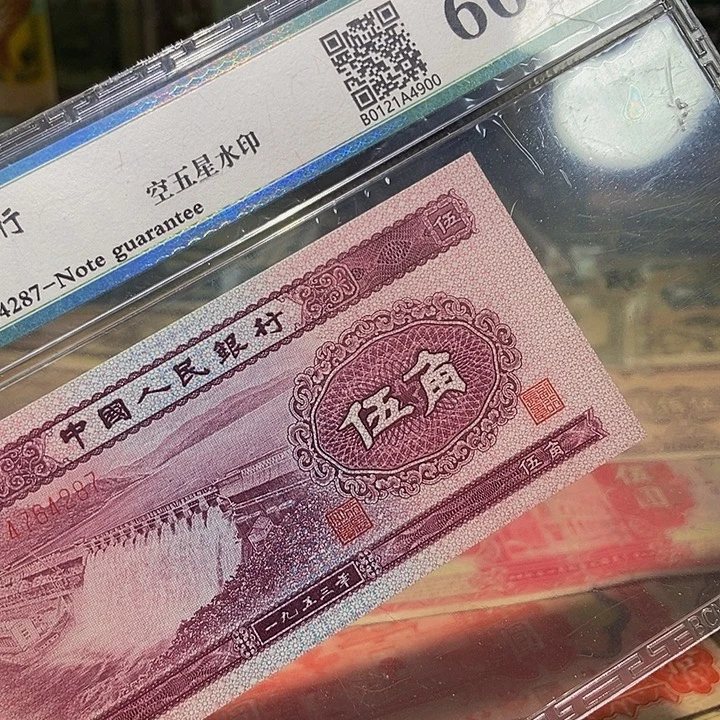 60
B0121A4900
行
空五星水印
4287-Note guarantee
伍
中國人民銀行
伍角
A764287
伍角
一九五三年